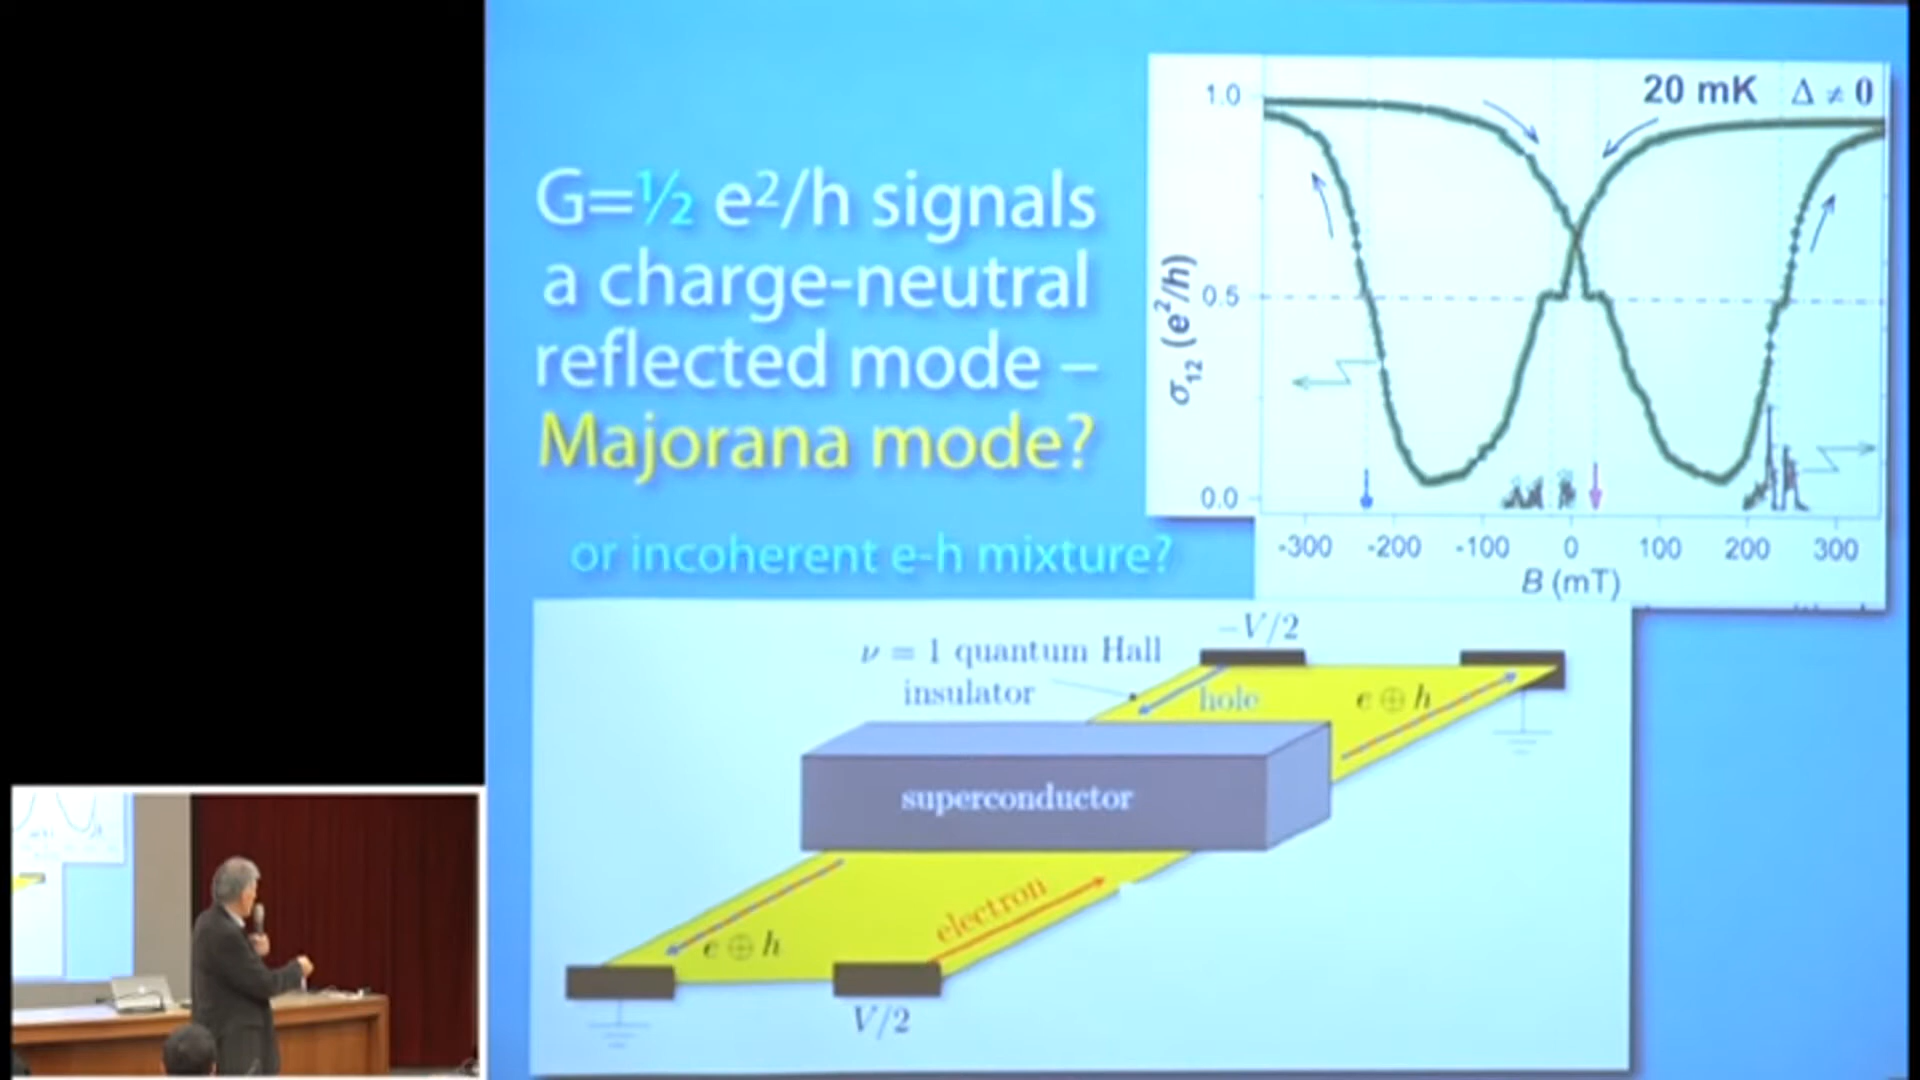 G=½ e²/h signals
a charge-neutral
reflected mode –
Majorana mode?
or incoherent e-h mixture?
20 mK Δ ≠ 0
σ₁₂ (e²/h)
1.0
0.5
0.0
-300 -200 -100 0 100 200 300
B (mT)
−V/2
ν = 1 quantum Hall
insulator
hole
e ⊕ h
superconductor
electron
e ⊕ h
V/2